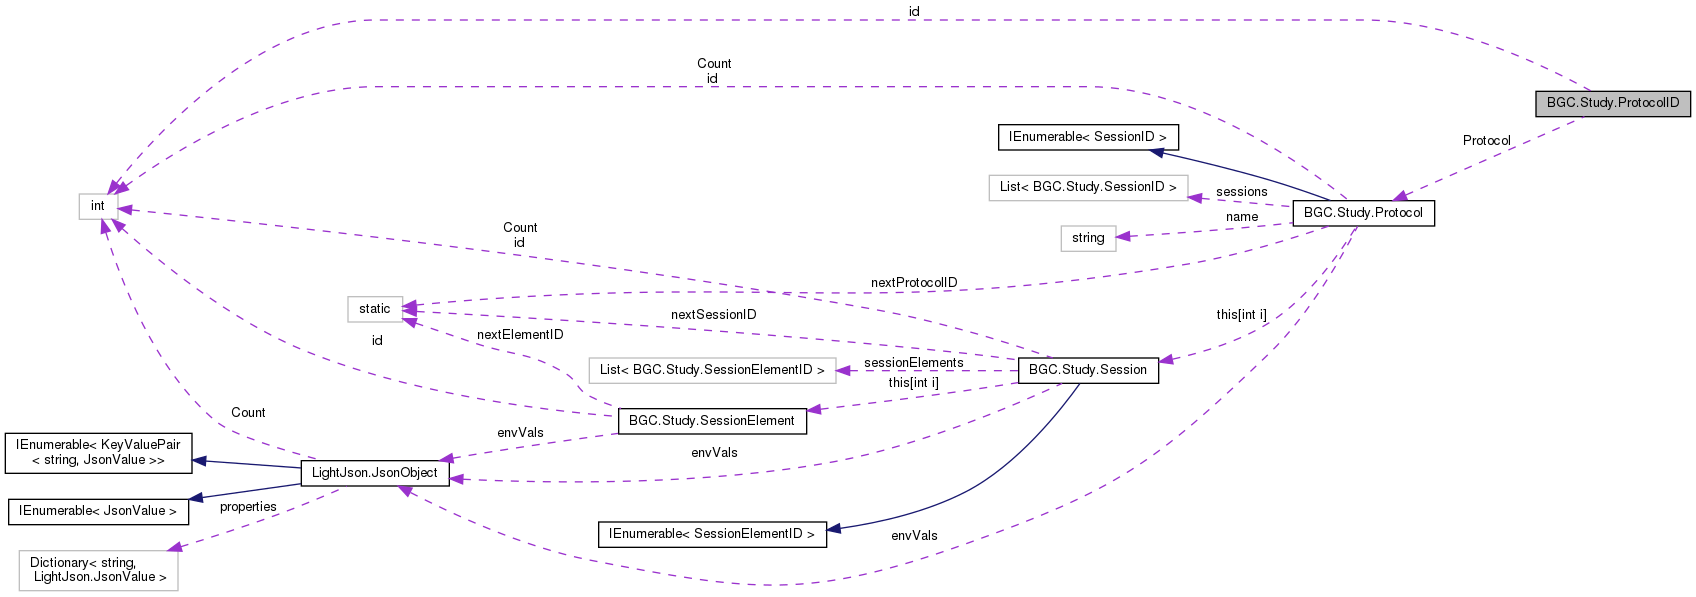 id
Count
id
BGC.Study.ProtocolID
IEnumerable< SessionID >
Protocol
List< BGC.Study.SessionID >
sessions
int
BGC.Study.Protocol
name
string
Count
id
nextProtocolID
static
nextSessionID
this[int i]
nextElementID
id
sessionElements
List< BGC.Study.SessionElementID >
BGC.Study.Session
this[int i]
Count
BGC.Study.SessionElement
envVals
IEnumerable< KeyValuePair
< string, JsonValue >>
envVals
LightJson.JsonObject
IEnumerable< JsonValue >
properties
IEnumerable< SessionElementID >
envVals
Dictionary< string,
LightJson.JsonValue >